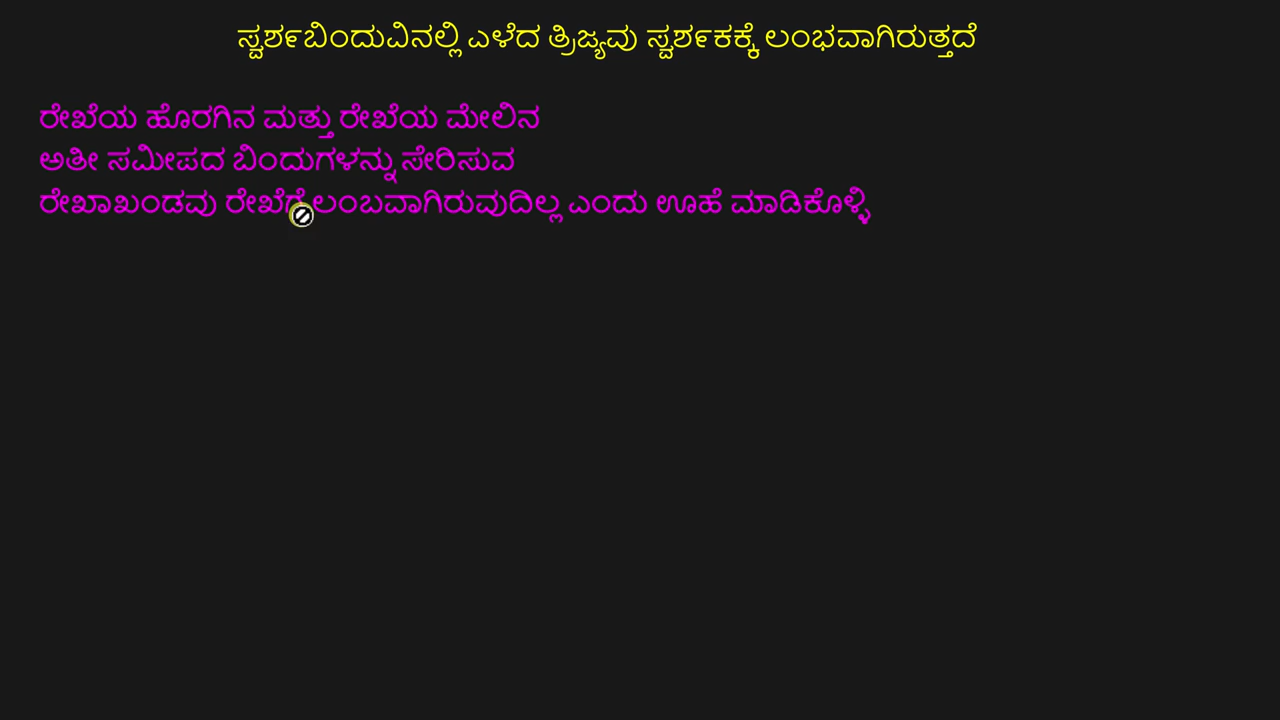 ಸ್ಪರ್ಶಬಿಂದುವಿನಲ್ಲಿ ಎಳೆದ ತ್ರಿಜ್ಯವು ಸ್ಪರ್ಶಕಕ್ಕೆ ಲಂಭವಾಗಿರುತ್ತದೆ
ರೇಖೆಯ ಹೊರಗಿನ ಮತ್ತು ರೇಖೆಯ ಮೇಲಿನ
ಅತೀ ಸಮೀಪದ ಬಿಂದುಗಳನ್ನು ಸೇರಿಸುವ
ರೇಖಾಖಂಡವು ರೇಖೆಗೆ ಲಂಬವಾಗಿರುವುದಿಲ್ಲ ಎಂದು ಊಹೆ ಮಾಡಿಕೊಳ್ಳಿ